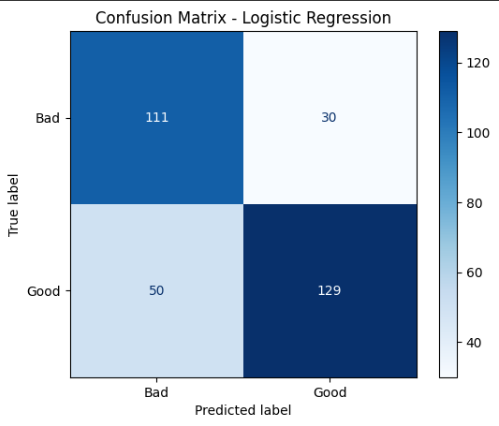 Confusion Matrix - Logistic Regression
True label
Bad
111
30
Good
50
129
Bad
Good
Predicted label
120
100
80
60
40